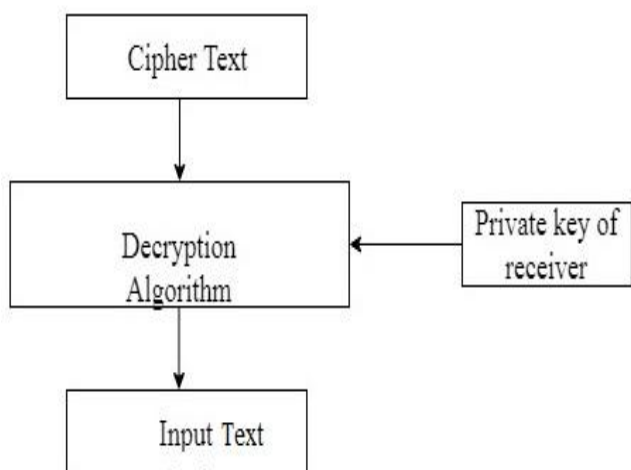 Cipher Text
Decryption
Algorithm
Private key of
receiver
Input Text